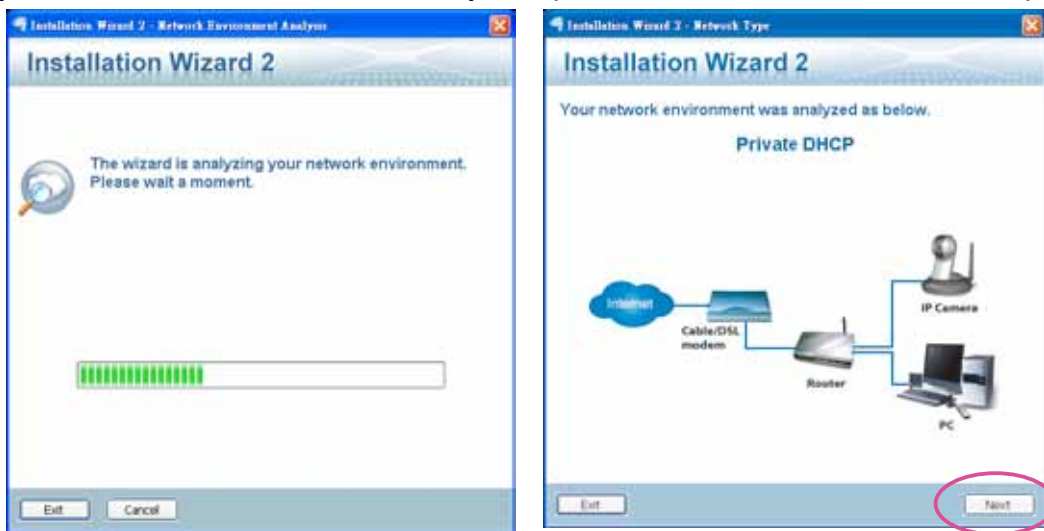 Installation Wizard 2 - Network Environment Analysis
Installation Wizard 2
The wizard is analyzing your network environment.
Please wait a moment.
Exit
Cancel
Installation Wizard 2 - Network Type
Installation Wizard 2
Your network environment was analyzed as below.
Private DHCP
Internet
Cable/DSL
modem
IP Camera
Router
PC
Exit
Next